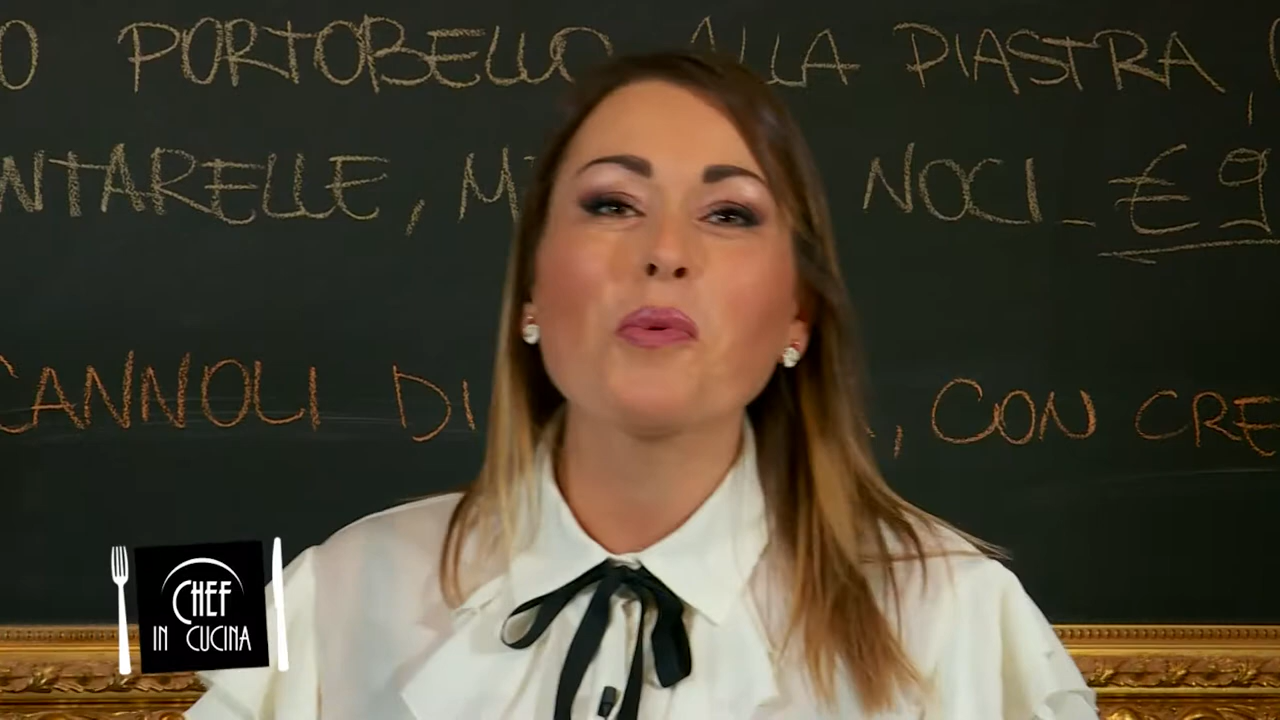 O PORTOBELLO ALLA PIASTRA
NTARELLE, M NOCI - € 9
CANNOLI DI , CON CRE
CHEF
IN CUCINA